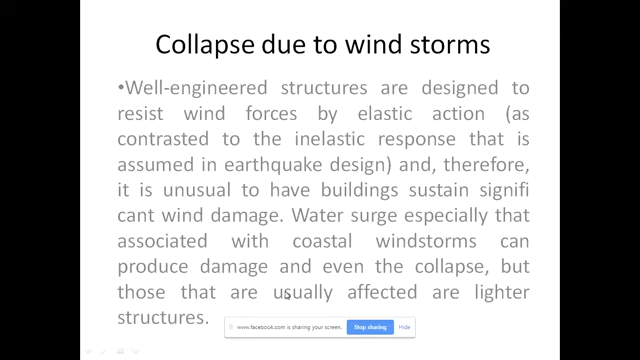 Collapse due to wind storms
•Well-engineered structures are designed to
resist wind forces by elastic action (as
contrasted to the inelastic response that is
assumed in earthquake design) and, therefore,
it is unusual to have buildings sustain signifi
cant wind damage. Water surge especially that
associated with coastal windstorms can
produce damage and even the collapse, but
those that are usually affected are lighter
structures.
www.facebook.com is sharing your screen. Stop sharing Hide